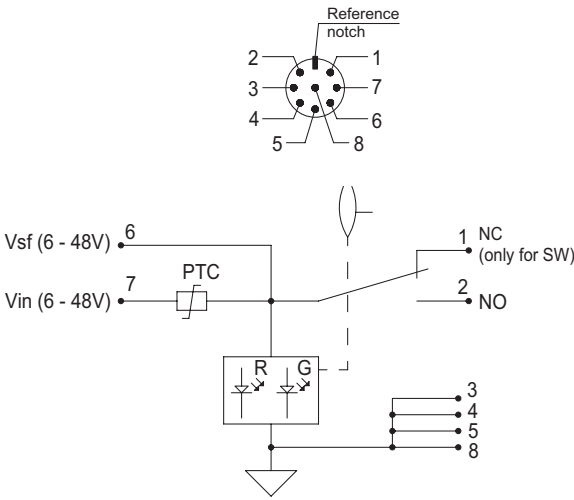 Reference
notch
2
1
3
7
4
6
5
8
Vsf (6 - 48V)
6
1
NC
(only for SW)
7
PTC
Vin (6 - 48V)
2
NO
R
G
3
4
5
8